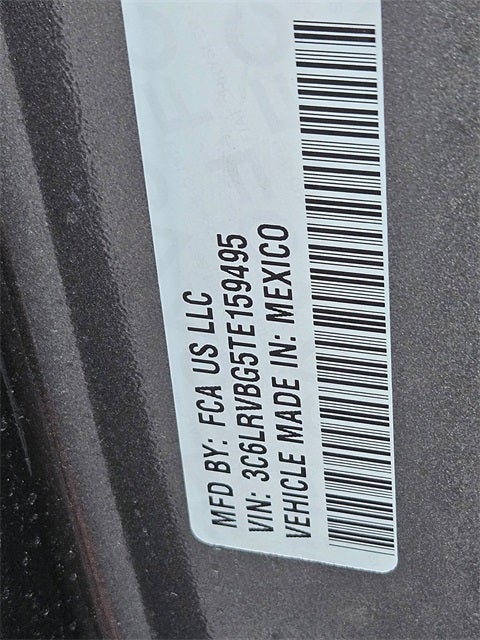 MFD BY: FCA US LLC
VIN: 3C6LRVBG5TE159495
VEHICLE MADE IN: MEXICO